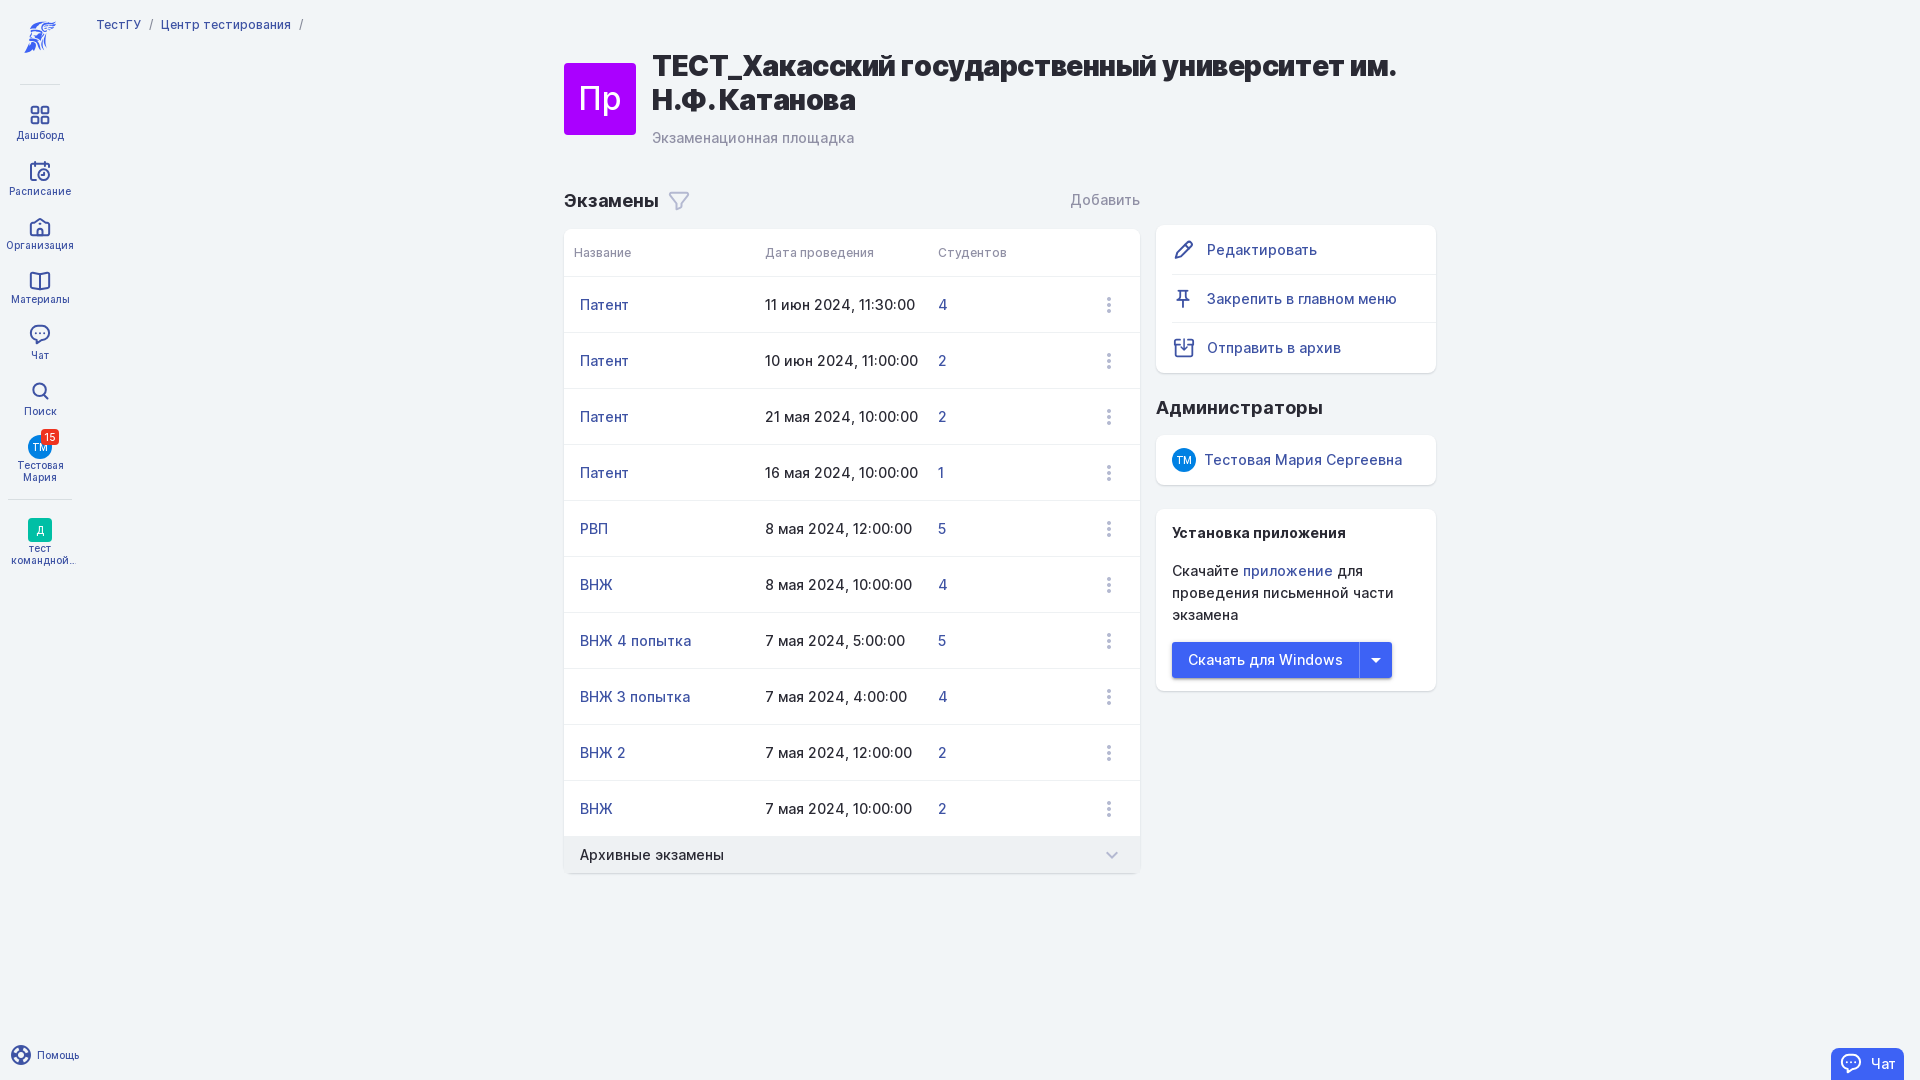 ТестГУ / Центр тестирования /
Дашборд
Расписание
Организация
Материалы
Чат
Поиск
15
ТМ
Тестовая
Мария
Д
тест
командной...
Помощь
Пр
ТЕСТ_Хакасский государственный университет им.
Н.Ф. Катанова
Экзаменационная площадка
Экзамены
Добавить
Название Дата проведения Студентов
Патент 11 июн 2024, 11:30:00 4
Патент 10 июн 2024, 11:00:00 2
Патент 21 мая 2024, 10:00:00 2
Патент 16 мая 2024, 10:00:00 1
РВП 8 мая 2024, 12:00:00 5
ВНЖ 8 мая 2024, 10:00:00 4
ВНЖ 4 попытка 7 мая 2024, 5:00:00 5
ВНЖ 3 попытка 7 мая 2024, 4:00:00 4
ВНЖ 2 7 мая 2024, 12:00:00 2
ВНЖ 7 мая 2024, 10:00:00 2
Архивные экзамены
Редактировать
Закрепить в главном меню
Отправить в архив
Администраторы
ТМ Тестовая Мария Сергеевна
Установка приложения
Скачайте приложение для
проведения письменной части
экзамена
Скачать для Windows
Чат